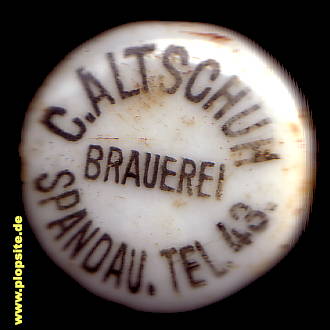 C. ALTSCHUH
BRAUEREI
SPANDAU. TEL. 43.
www.plopsite.de